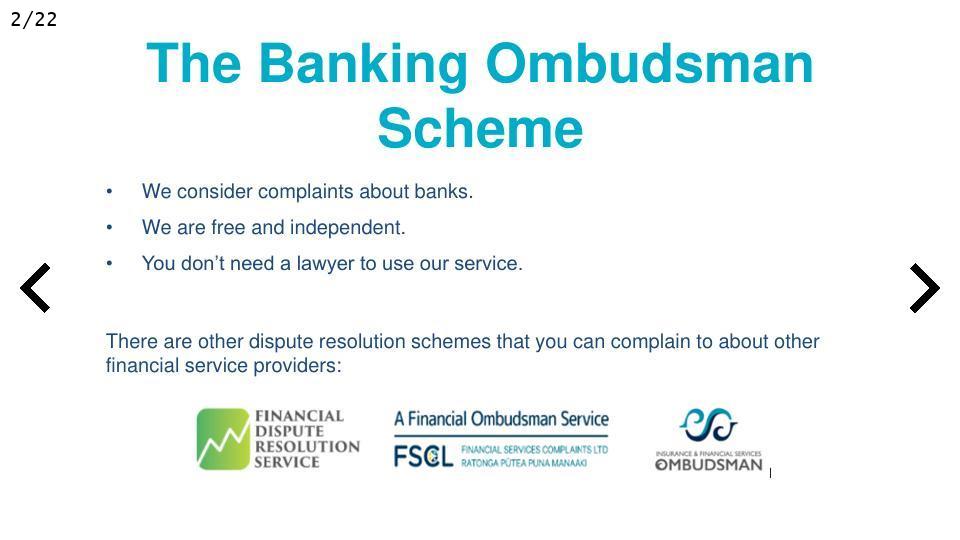 2/22
The Banking Ombudsman
Scheme
• We consider complaints about banks.
• We are free and independent.
• You don’t need a lawyer to use our service.
There are other dispute resolution schemes that you can complain to about other
financial service providers:
FINANCIAL
DISPUTE
RESOLUTION
SERVICE
A Financial Ombudsman Service
FSCL
FINANCIAL SERVICES COMPLAINTS LTD
RATONGA PŪTEA PUNA MANAAKI
INSURANCE & FINANCIAL SERVICES
OMBUDSMAN